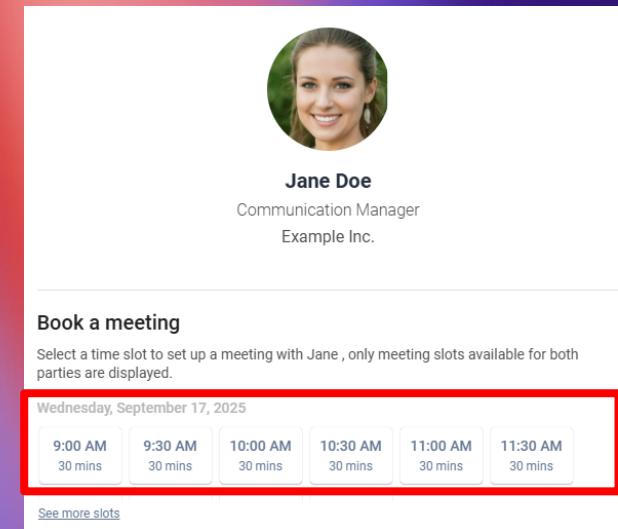 Jane Doe
Communication Manager
Example Inc.
Book a meeting
Select a time slot to set up a meeting with Jane , only meeting slots available for both
parties are displayed.
Wednesday, September 17, 2025
9:00 AM 9:30 AM 10:00 AM 10:30 AM 11:00 AM 11:30 AM
30 mins 30 mins 30 mins 30 mins 30 mins 30 mins
See more slots